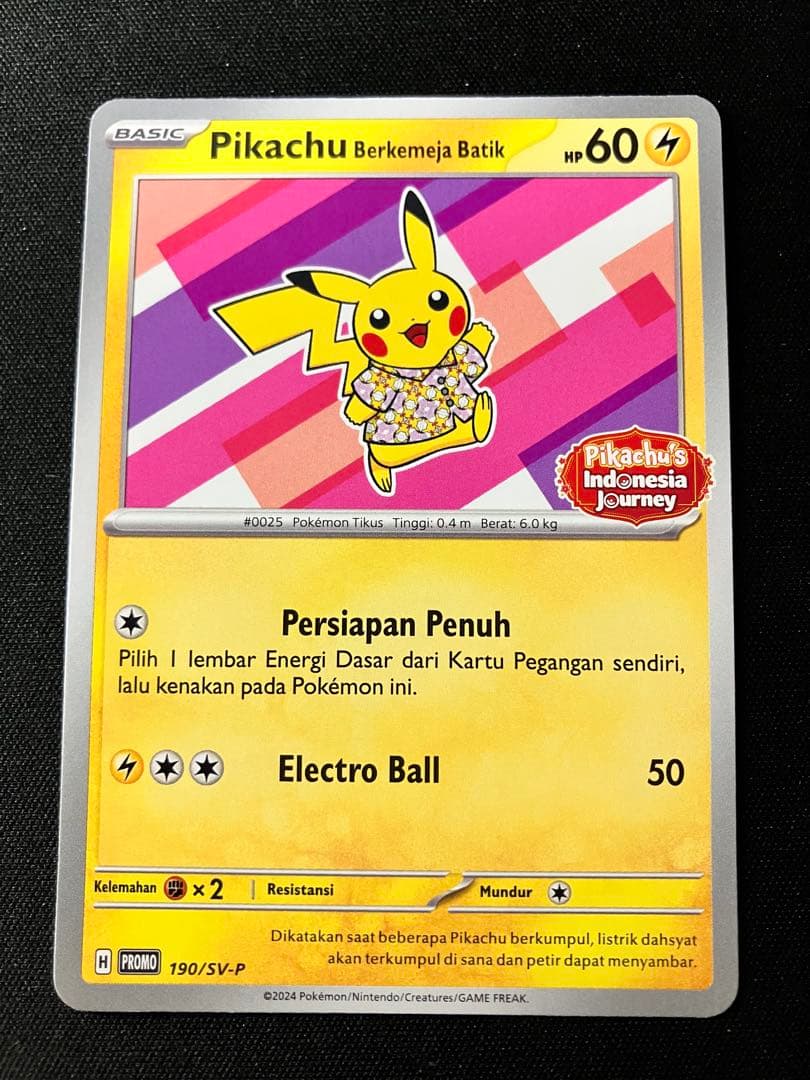 BASIC Pikachu Berkemeja Batik HP 60
Pikachu's
Indonesia
Journey
#0025 Pokémon Tikus Tinggi: 0.4 m Berat: 6.0 kg
Persiapan Penuh
Pilih 1 lembar Energi Dasar dari Kartu Pegangan sendiri,
lalu kenakan pada Pokémon ini.
Electro Ball 50
Kelemahan × 2 Resistansi Mundur
Dikatakan saat beberapa Pikachu berkumpul, listrik dahsyat
akan terkumpul di sana dan petir dapat menyambar.
H PROMO 190/SV-P
©2024 Pokémon/Nintendo/Creatures/GAME FREAK.